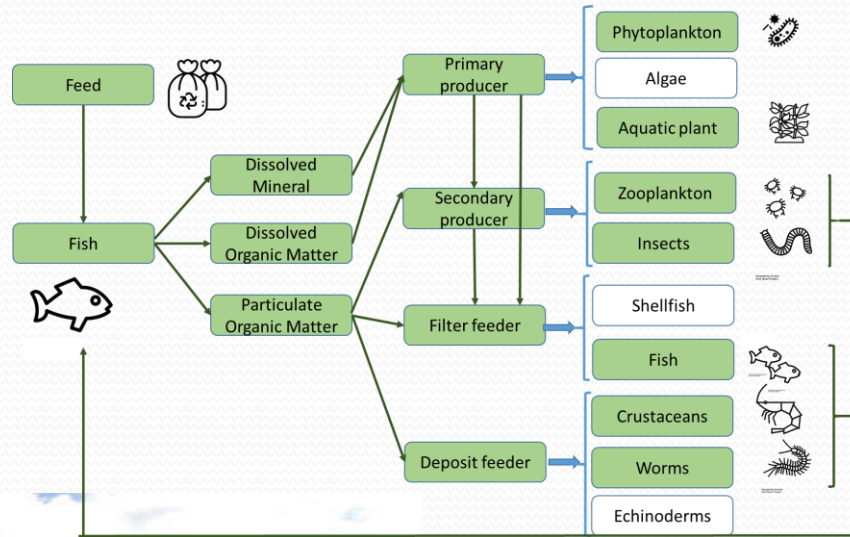 Feed
Fish
Dissolved
Mineral
Dissolved
Organic Matter
Particulate
Organic Matter
Primary
producer
Secondary
producer
Filter feeder
Deposit feeder
Phytoplankton
Algae
Aquatic plant
Zooplankton
Insects
Shellfish
Fish
Crustaceans
Worms
Echinoderms